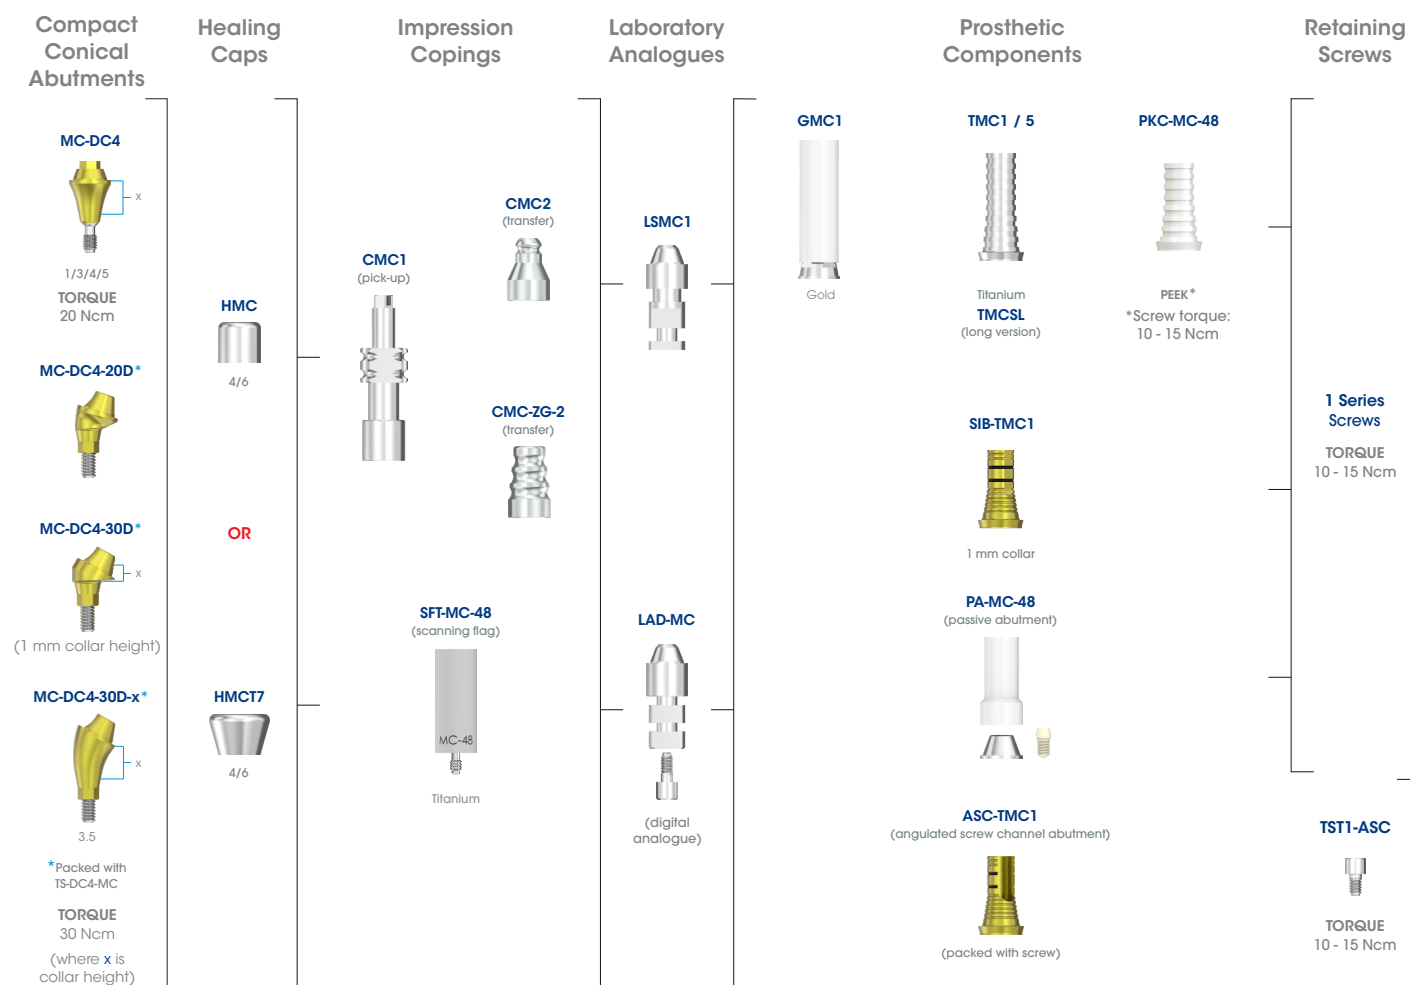 Compact
Conical
Abutments
MC-DC4
x
1/3/4/5
TORQUE
20 Ncm
MC-DC4-20D*
MC-DC4-30D*
x
(1 mm collar height)
MC-DC4-30D-x*
x
3.5
*Packed with
TS-DC4-MC
TORQUE
30 Ncm
(where x is
collar height)
Healing
Caps
HMC
4/6
OR
HMCT7
4/6
Impression
Copings
CMC1
(pick-up)
CMC2
(transfer)
CMC-ZG-2
(transfer)
SFT-MC-48
(scanning flag)
MC-48
Titanium
Laboratory
Analogues
LSMC1
LAD-MC
(digital
analogue)
Prosthetic
Components
GMC1
Gold
TMC1 / 5
Titanium
TMCSL
(long version)
PKC-MC-48
PEEK*
*Screw torque:
10 - 15 Ncm
SIB-TMC1
1 mm collar
PA-MC-48
(passive abutment)
ASC-TMC1
(angulated screw channel abutment)
(packed with screw)
Retaining
Screws
1 Series
Screws
TORQUE
10 - 15 Ncm
TST1-ASC
TORQUE
10 - 15 Ncm